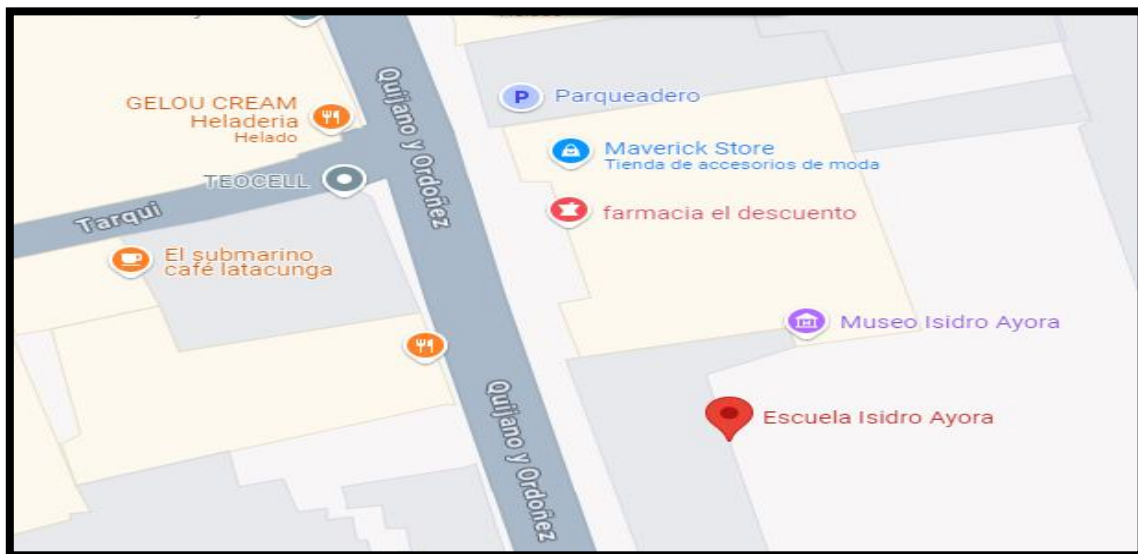 Quijano y Ordoñez
GELOU CREAM
Heladeria
Helado
P
Parqueadero
Maverick Store
Tienda de accesorios de moda
TEOCELL
farmacia el descuento
Tarqui
El submarino
café latacunga
Museo Isidro Ayora
Quijano y Ordoñez
Escuela Isidro Ayora